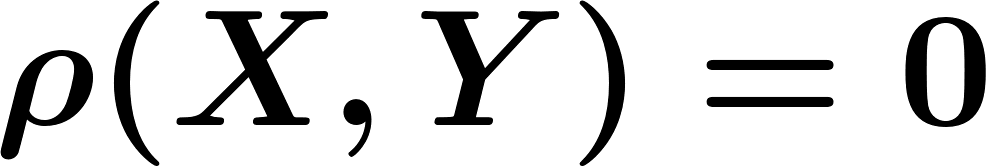 ρ(X, Y) = 0